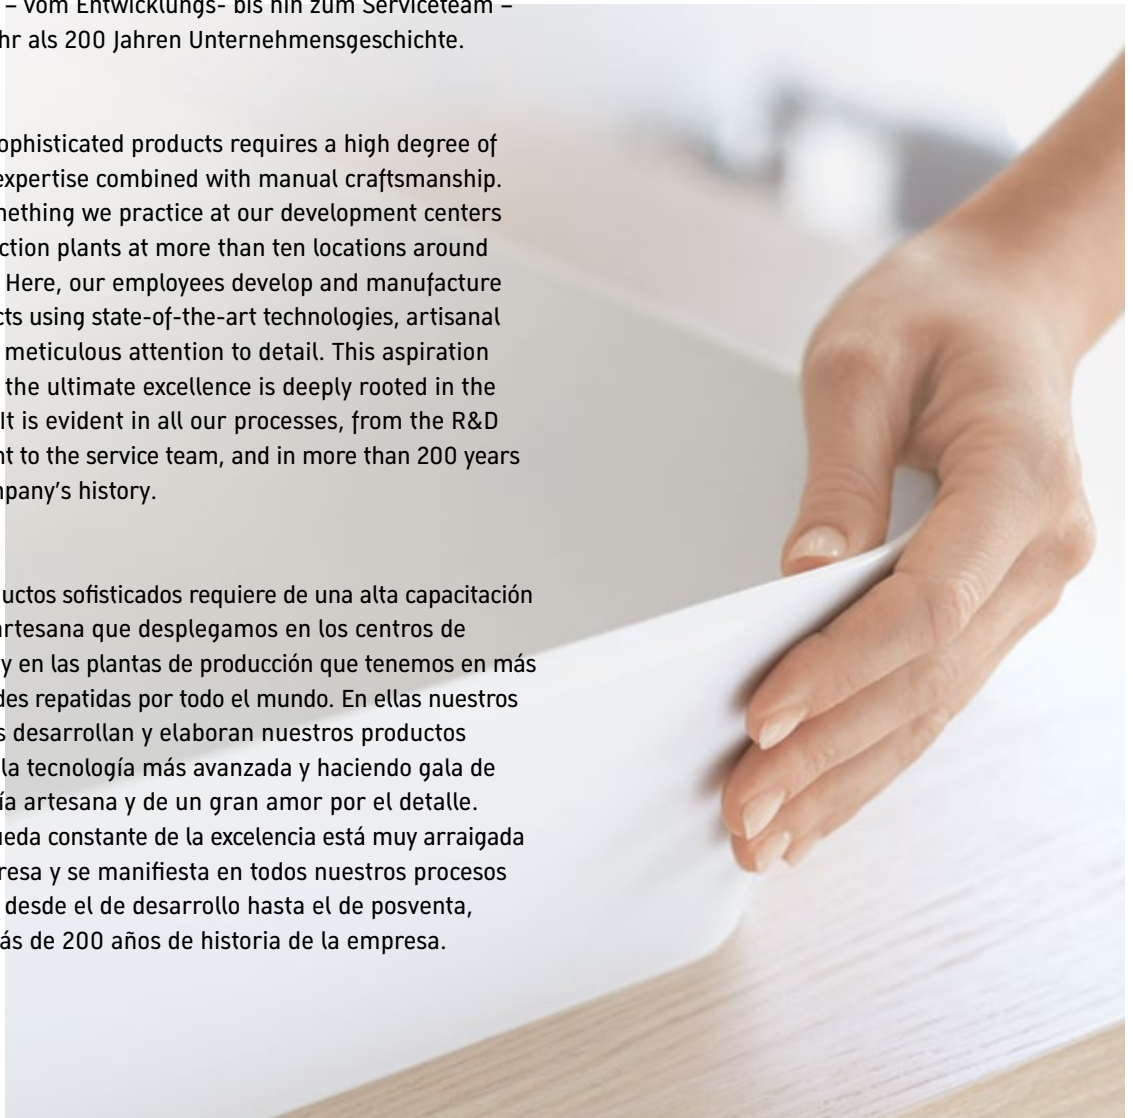 – vom Entwicklungs- bis hin zum Serviceteam –
hr als 200 Jahren Unternehmensgeschichte.
ophisticated products requires a high degree of
expertise combined with manual craftsmanship.
mething we practice at our development centers
ction plants at more than ten locations around
Here, our employees develop and manufacture
cts using state-of-the-art technologies, artisanal
meticulous attention to detail. This aspiration
the ultimate excellence is deeply rooted in the
It is evident in all our processes, from the R&D
nt to the service team, and in more than 200 years
mpany’s history.
uctos sofisticados requiere de una alta capacitación
artesana que desplegamos en los centros de
y en las plantas de producción que tenemos en más
des repatidas por todo el mundo. En ellas nuestros
s desarrollan y elaboran nuestros productos
la tecnología más avanzada y haciendo gala de
ía artesana y de un gran amor por el detalle.
ueda constante de la excelencia está muy arraigada
resa y se manifiesta en todos nuestros procesos
desde el de desarrollo hasta el de posventa,
ás de 200 años de historia de la empresa.